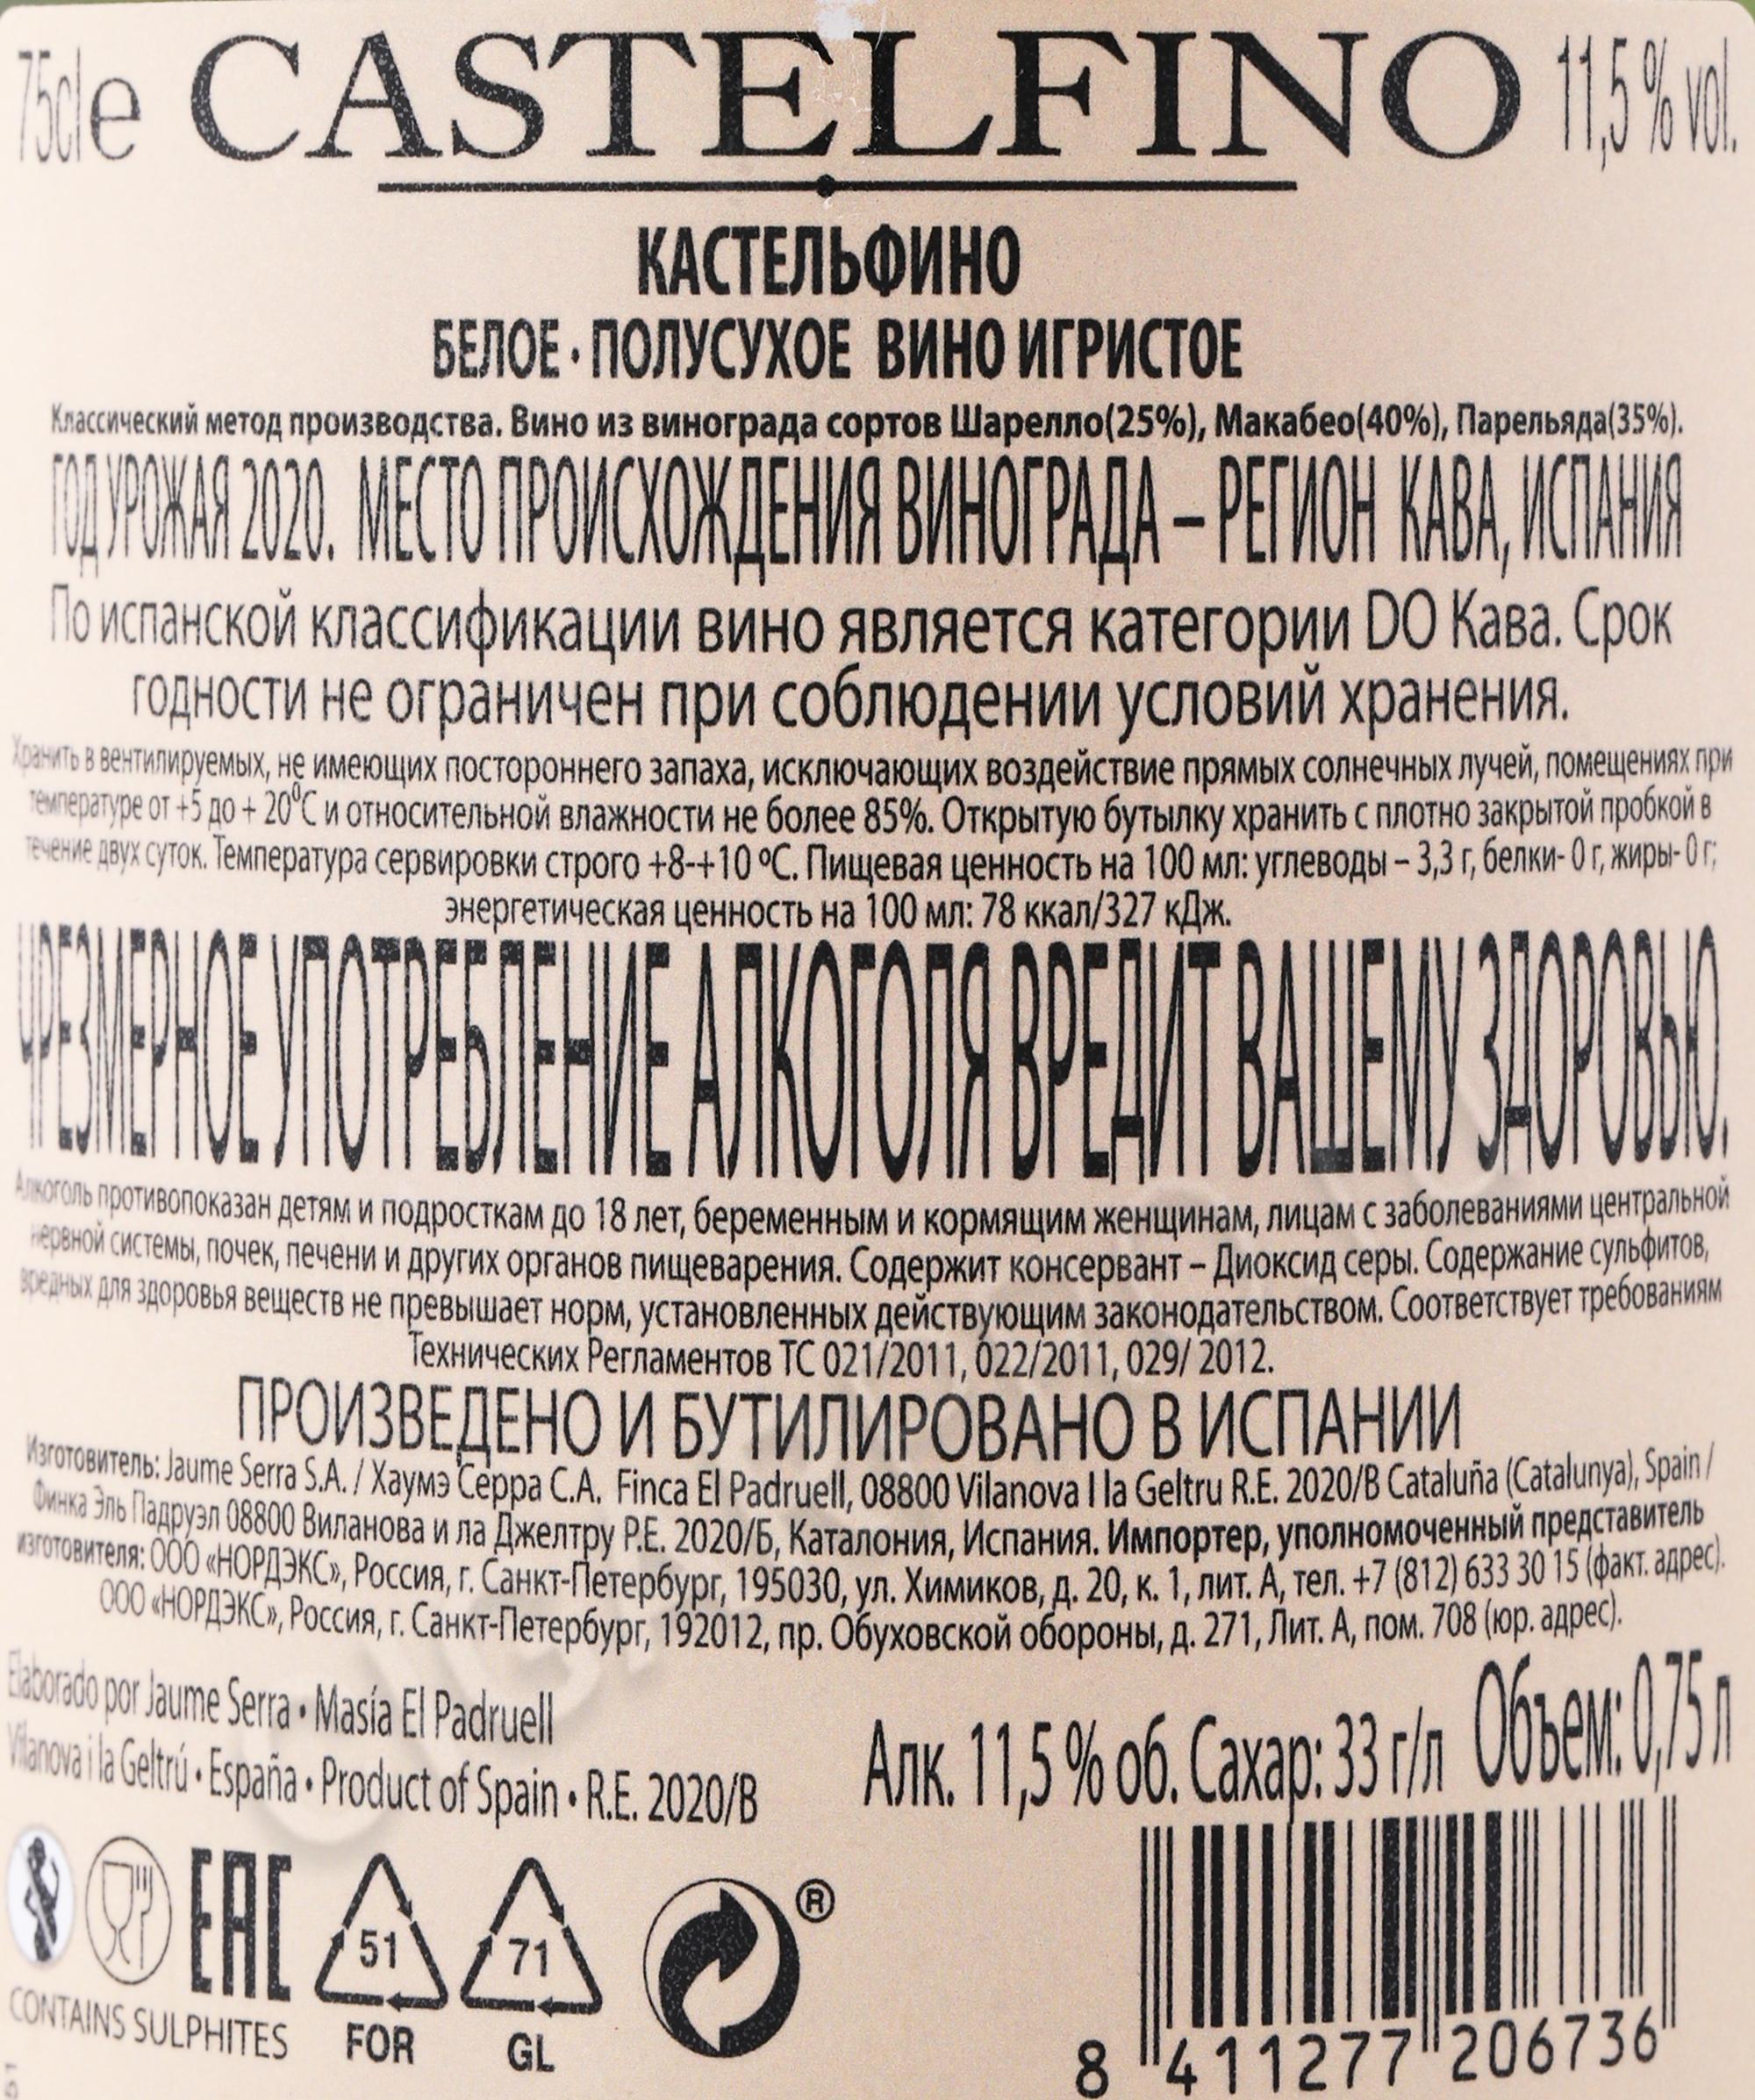 75cl e CASTELFINO 11,5 % vol.
КАСТЕЛЬФИНО
БЕЛОЕ · ПОЛУСУХОЕ ВИНО ИГРИСТОЕ
Классический метод производства. Вино из винограда сортов Шарелло(25%), Макабео(40%), Парельяда(35%).
ГОД УРОЖАЯ 2020. МЕСТО ПРОИСХОЖДЕНИЯ ВИНОГРАДА – РЕГИОН КАВА, ИСПАНИЯ
По испанской классификации вино является категории DO Кава. Срок
годности не ограничен при соблюдении условий хранения.
Хранить в вентилируемых, не имеющих постороннего запаха, исключающих воздействие прямых солнечных лучей, помещениях при
температуре от +5 до + 20⁰С и относительной влажности не более 85%. Открытую бутылку хранить с плотно закрытой пробкой в
течение двух суток. Температура сервировки строго +8-+10 ºС. Пищевая ценность на 100 мл: углеводы – 3,3 г, белки- 0 г, жиры- 0 г;
энергетическая ценность на 100 мл: 78 ккал/327 кДж.
ЧРЕЗМЕРНОЕ УПОТРЕБЛЕНИЕ АЛКОГОЛЯ ВРЕДИТ ВАШЕМУ ЗДОРОВЬЮ.
Алкоголь противопоказан детям и подросткам до 18 лет, беременным и кормящим женщинам, лицам с заболеваниями центральной
нервной системы, почек, печени и других органов пищеварения. Содержит консервант – Диоксид серы. Содержание сульфитов,
вредных для здоровья веществ не превышает норм, установленных действующим законодательством. Соответствует требованиям
Технических Регламентов ТС 021/2011, 022/2011, 029/ 2012.
ПРОИЗВЕДЕНО И БУТИЛИРОВАНО В ИСПАНИИ
Изготовитель: Jaume Serra S.A. / Хаумэ Серра С.А. Finca El Padruell, 08800 Vilanova I la Geltru R.E. 2020/B Cataluña (Catalunya), Spain /
Финка Эль Падруэл 08800 Виланова и ла Джелтру Р.Е. 2020/Б, Каталония, Испания. Импортер, уполномоченный представитель
изготовителя: ООО «НОРДЭКС», Россия, г. Санкт-Петербург, 195030, ул. Химиков, д. 20, к. 1, лит. А, тел. +7 (812) 633 30 15 (факт. адрес).
ООО «НОРДЭКС», Россия, г. Санкт-Петербург, 192012, пр. Обуховской обороны, д. 271, Лит. А, пом. 708 (юр. адрес).
Elaborado por Jaume Serra • Masía El Padruell
Vilanova i la Geltrú • España • Product of Spain • R.E. 2020/B
Алк. 11,5 % об. Сахар: 33 г/л Объем: 0,75 л
EAC 51 71 ®
CONTAINS SULPHITES FOR GL
8 411277 206736